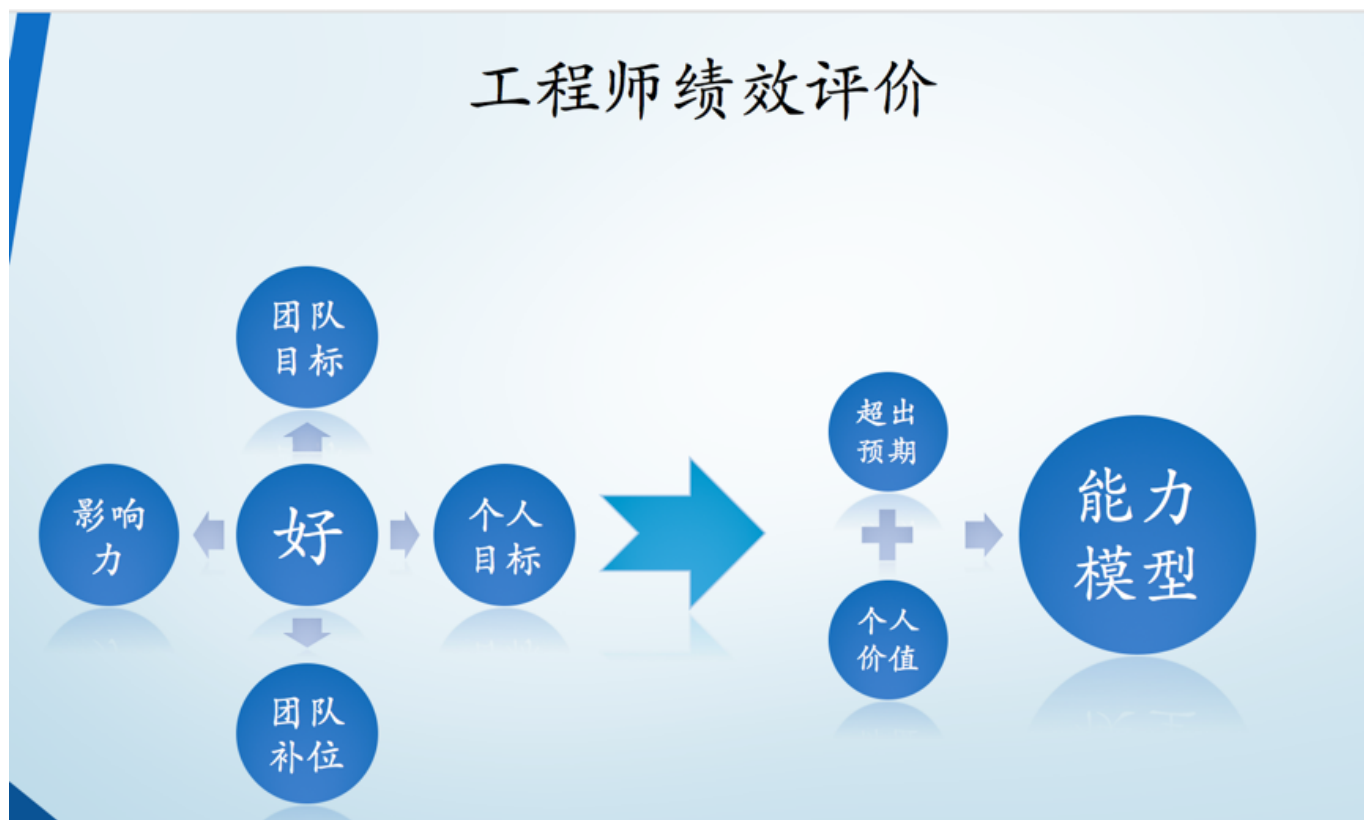 工程师绩效评价
团队
目标
影响
力
好
个人
目标
团队
补位
超出
预期
个人
价值
能力
模型